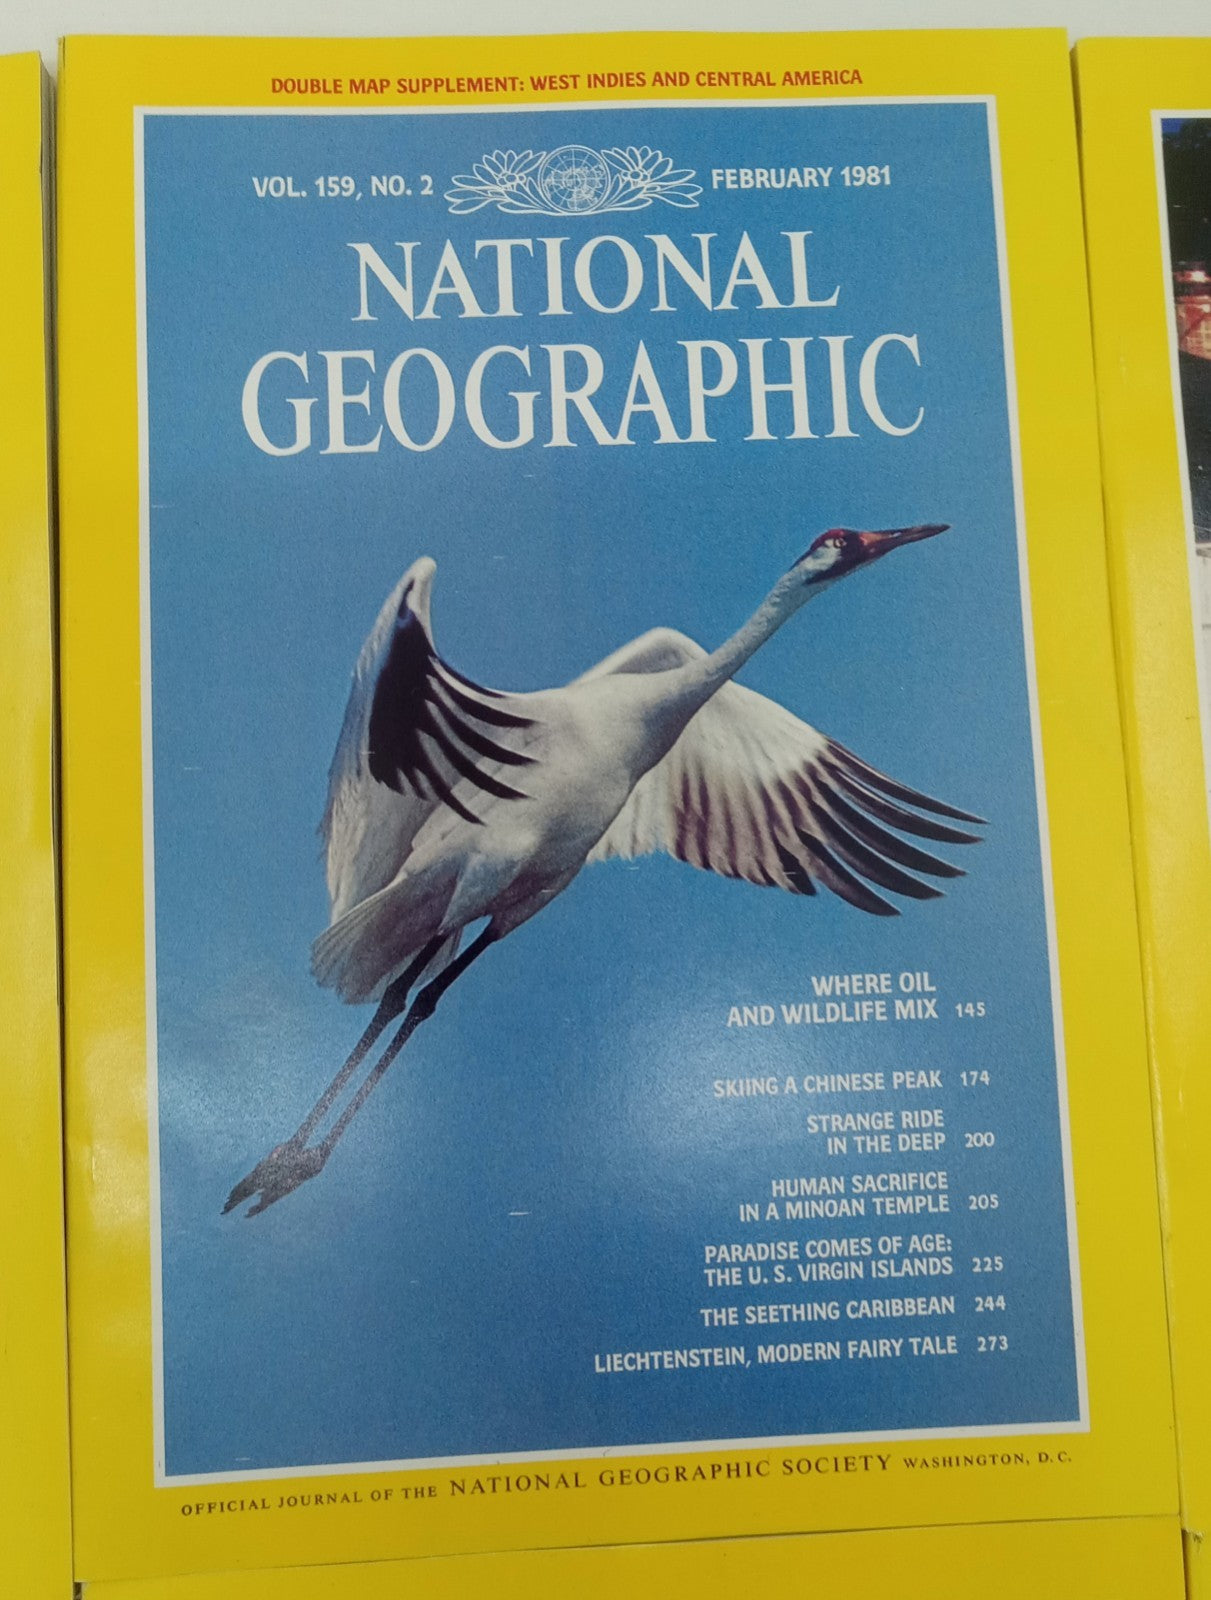 DOUBLE MAP SUPPLEMENT: WEST INDIES AND CENTRAL AMERICA
VOL. 159, NO. 2 FEBRUARY 1981
NATIONAL
GEOGRAPHIC
WHERE OIL
AND WILDLIFE MIX 145
SKIING A CHINESE PEAK 174
STRANGE RIDE
IN THE DEEP 200
HUMAN SACRIFICE
IN A MINOAN TEMPLE 205
PARADISE COMES OF AGE:
THE U. S. VIRGIN ISLANDS 225
THE SEETHING CARIBBEAN 244
LIECHTENSTEIN, MODERN FAIRY TALE 273
OFFICIAL JOURNAL OF THE NATIONAL GEOGRAPHIC SOCIETY WASHINGTON, D. C.